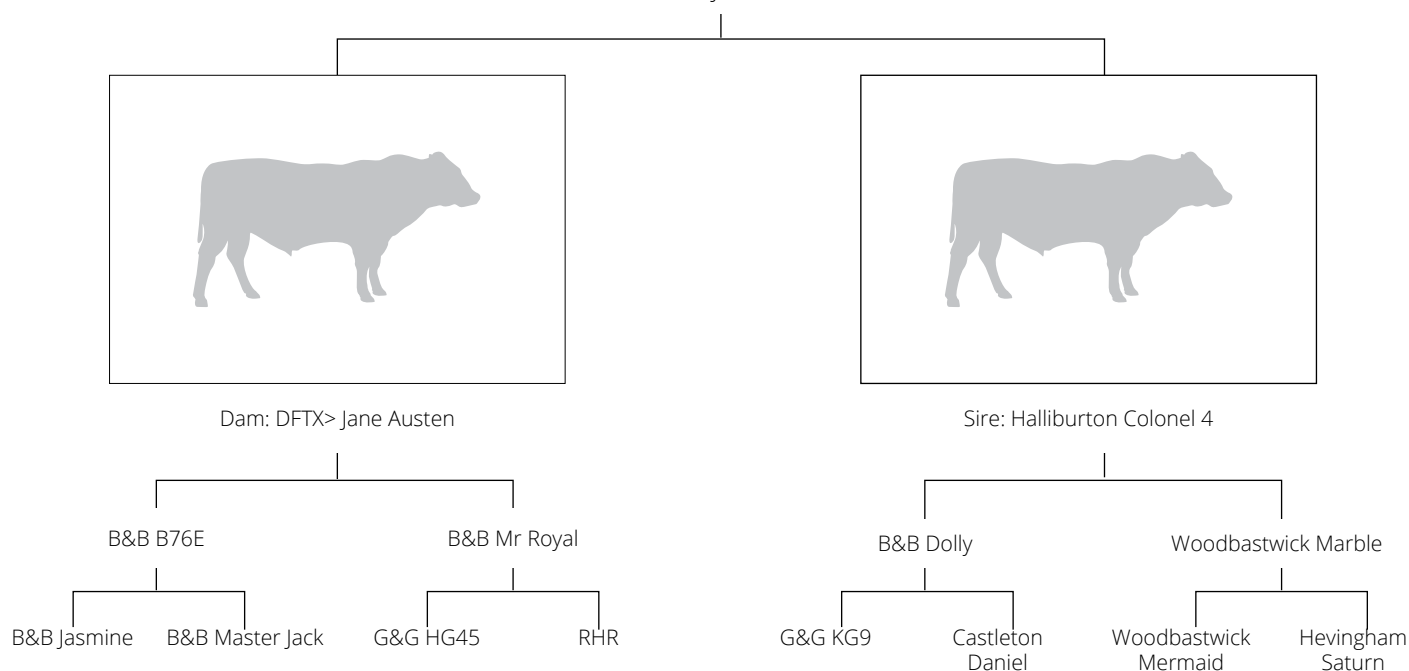 Dam: DFTX> Jane Austen
Sire: Halliburton Colonel 4
B&B B76E
B&B Mr Royal
B&B Dolly
Woodbastwick Marble
B&B Jasmine
B&B Master Jack
G&G HG45
RHR
G&G KG9
Castleton
Daniel
Woodbastwick
Mermaid
Hevingham
Saturn